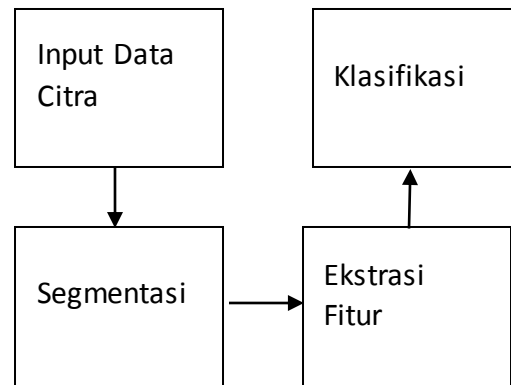 Input Data
Citra
Segmentasi
Ekstrasi
Fitur
Klasifikasi